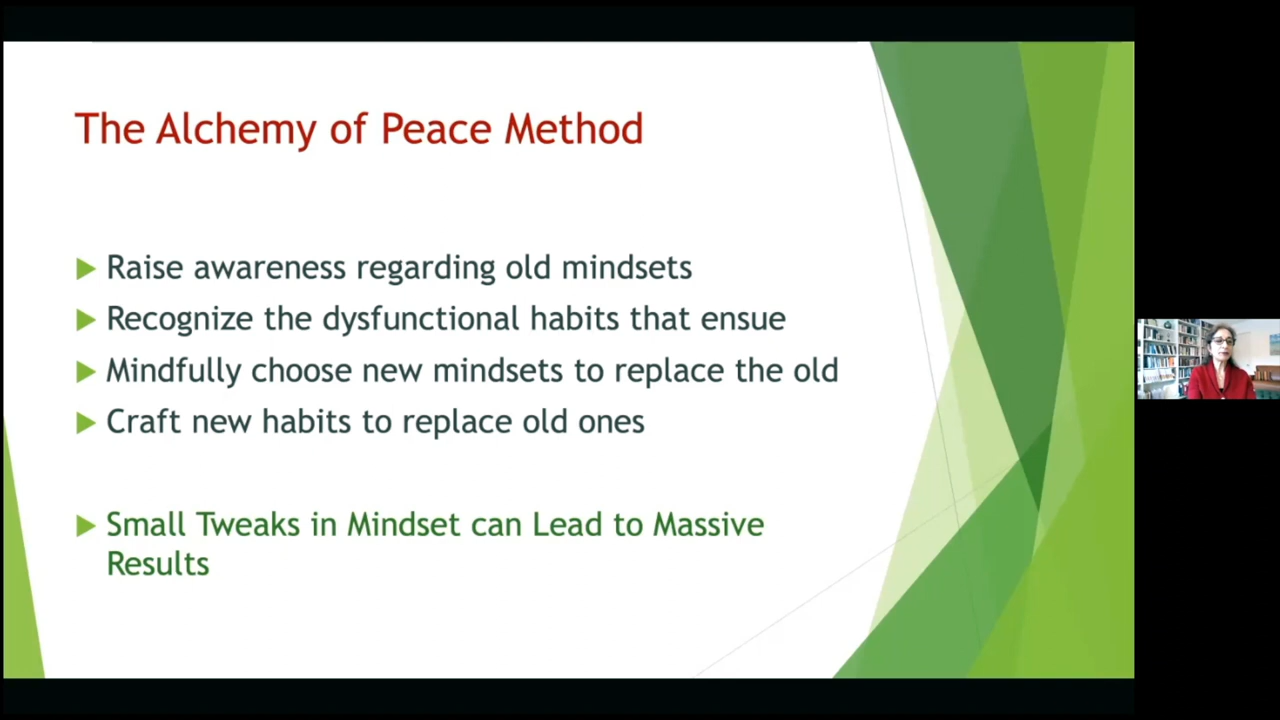 The Alchemy of Peace Method
Raise awareness regarding old mindsets
Recognize the dysfunctional habits that ensue
Mindfully choose new mindsets to replace the old
Craft new habits to replace old ones
Small Tweaks in Mindset can Lead to Massive
Results